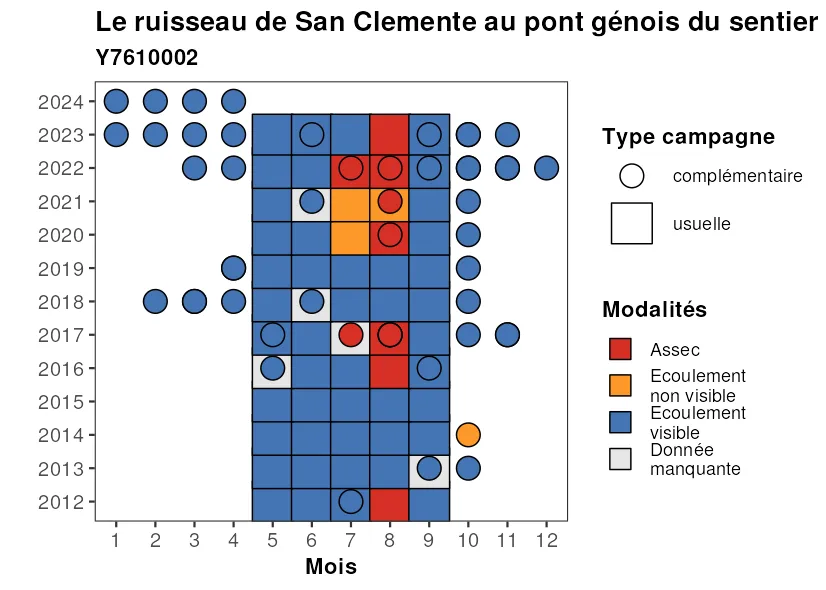 Le ruisseau de San Clemente au pont génois du sentier
Y7610002
2024
2023
2022
2021
2020
2019
2018
2017
2016
2015
2014
2013
2012
1 2 3 4 5 6 7 8 9 10 11 12
Mois
Type campagne
complémentaire
usuelle
Modalités
Assec
Ecoulement
non visible
Ecoulement
visible
Donnée
manquante